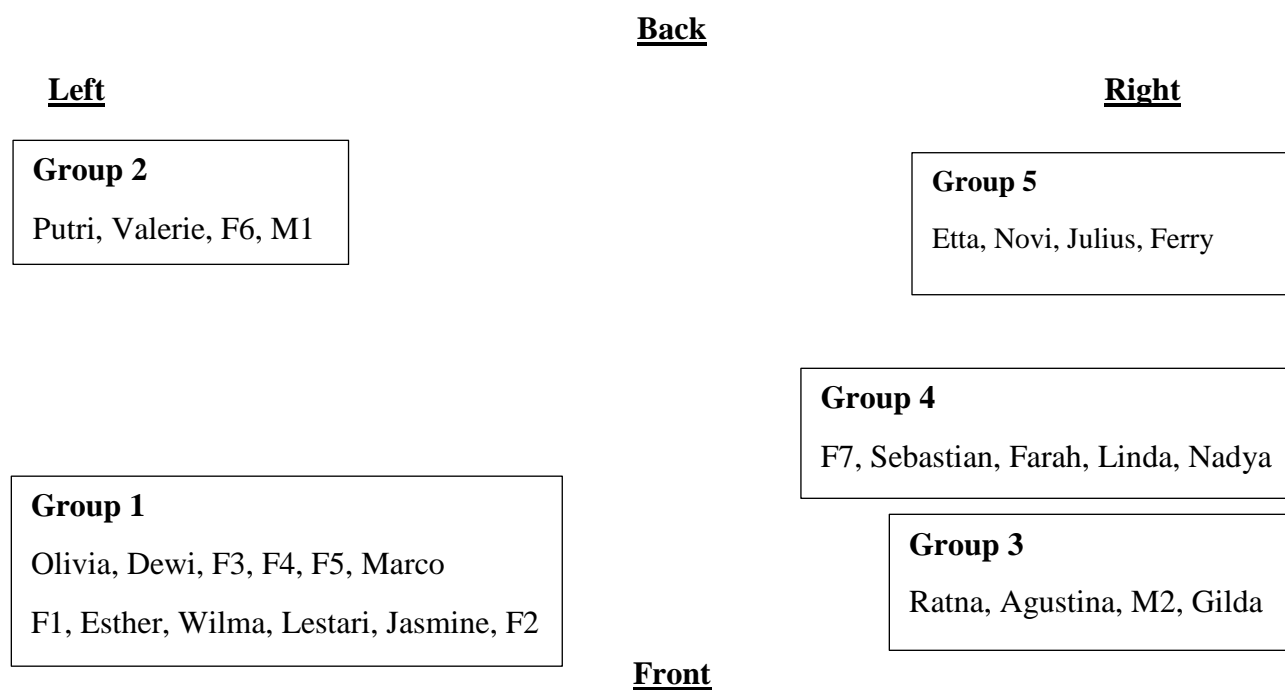 Back
Left
Right
Group 2
Putri, Valerie, F6, M1
Group 5
Etta, Novi, Julius, Ferry
Group 4
F7, Sebastian, Farah, Linda, Nadya
Group 1
Olivia, Dewi, F3, F4, F5, Marco
F1, Esther, Wilma, Lestari, Jasmine, F2
Group 3
Ratna, Agustina, M2, Gilda
Front